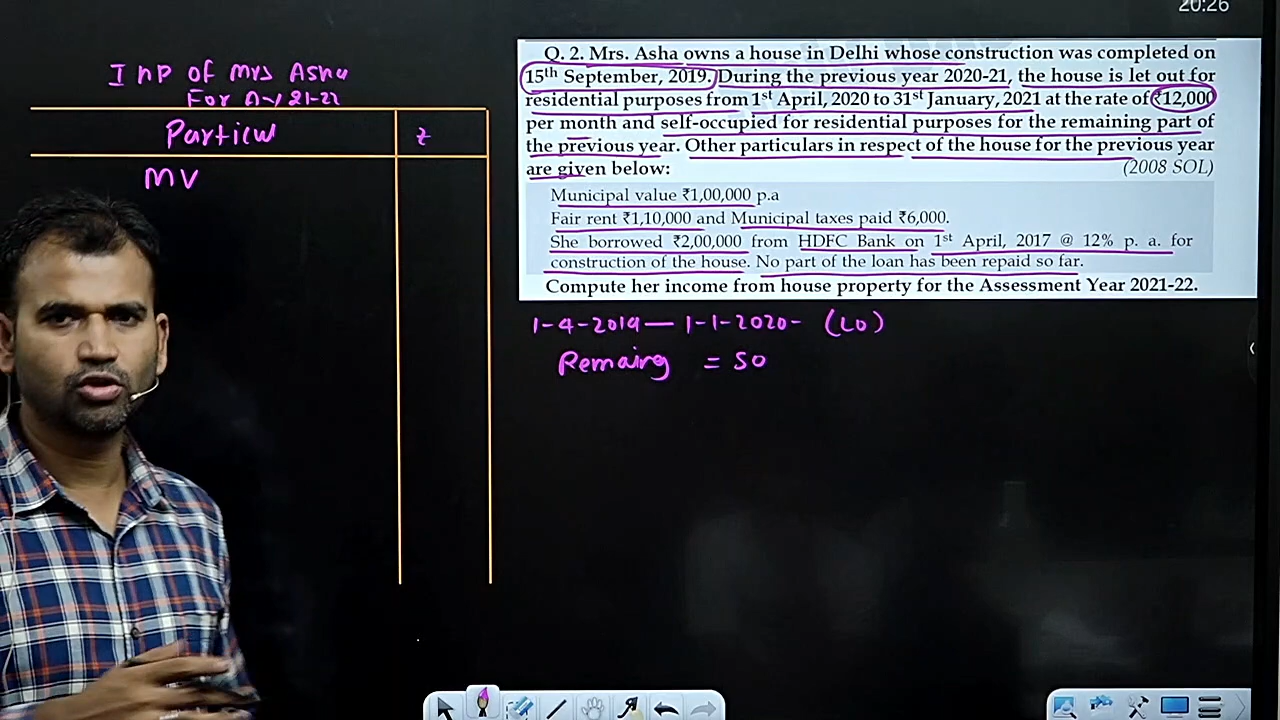 20:26
I HP of Mrs Asha
For A-Y 21-22
Particul
₹
MV
Q. 2. Mrs. Asha owns a house in Delhi whose construction was completed on
15th September, 2019. During the previous year 2020-21, the house is let out for
residential purposes from 1st April, 2020 to 31st January, 2021 at the rate of ₹12,000
per month and self-occupied for residential purposes for the remaining part of
the previous year. Other particulars in respect of the house for the previous year
are given below: (2008 SOL)
Municipal value ₹1,00,000 p.a
Fair rent ₹1,10,000 and Municipal taxes paid ₹6,000.
She borrowed ₹2,00,000 from HDFC Bank on 1st April, 2017 @ 12% p. a. for
construction of the house. No part of the loan has been repaid so far.
Compute her income from house property for the Assessment Year 2021-22.
1-4-2019 — 1-1-2020- (LO)
Remaing = SO